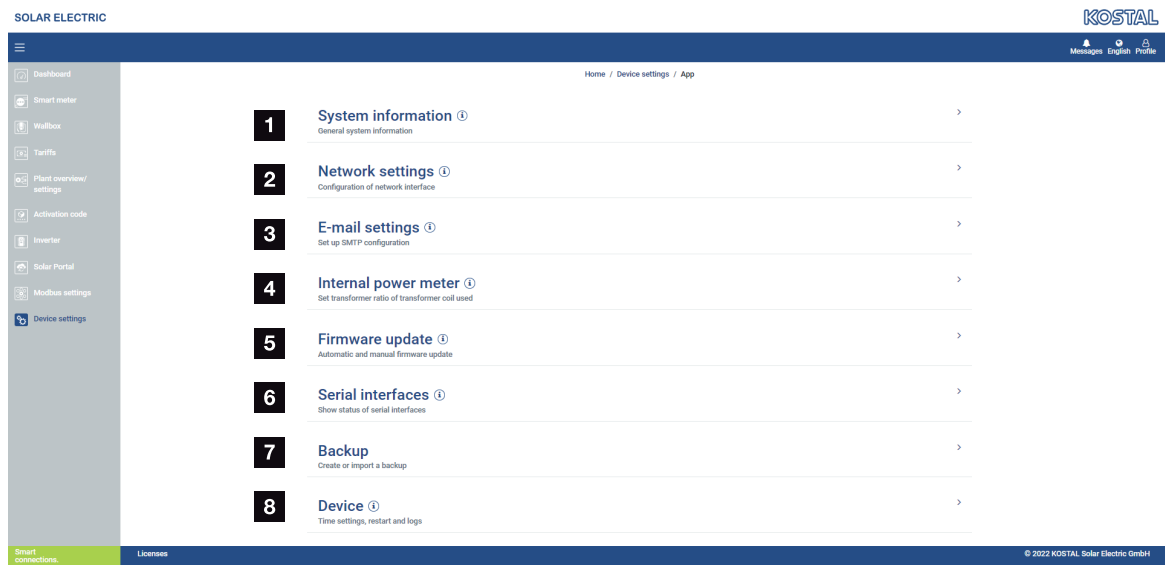 SOLAR ELECTRIC
KOSTAL
Messages English Profile
Dashboard
Smart meter
Wallbox
Tariffs
Plant overview/
settings
Activation code
Inverter
Solar Portal
Modbus settings
Device settings
Home / Device settings / App
1
System information
General system information
2
Network settings
Configuration of network interface
3
E-mail settings
Set up SMTP configuration
4
Internal power meter
Set transformer ratio of transformer coil used
5
Firmware update
Automatic and manual firmware update
6
Serial interfaces
Show status of serial interfaces
7
Backup
Create or import a backup
8
Device
Time settings, restart and logs
Smart
connections.
Licenses
© 2022 KOSTAL Solar Electric GmbH